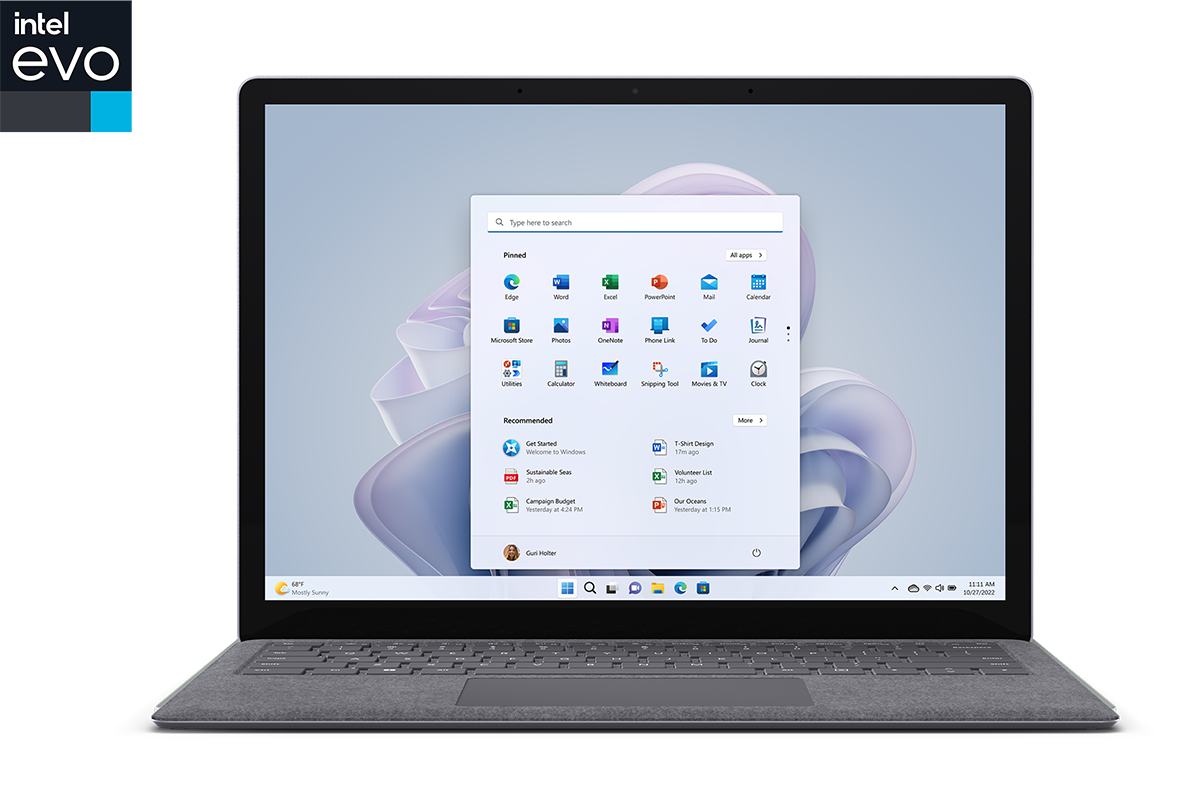 intel
evo
Type here to search
Pinned
All apps
Edge
Word
Excel
PowerPoint
Mail
Calendar
Microsoft Store
Photos
OneNote
Phone Link
To Do
Journal
Utilities
Calculator
Whiteboard
Snipping Tool
Movies & TV
Clock
Recommended
More
Get Started
Welcome to Windows
T-Shirt Design
17m ago
Sustainable Seas
2h ago
PDF
Volunteer List
12h ago
Campaign Budget
Yesterday at 4:24 PM
Our Oceans
Yesterday at 1:15 PM
Guri Holter
68°F
Mostly Sunny
11:11 AM
10/27/2022